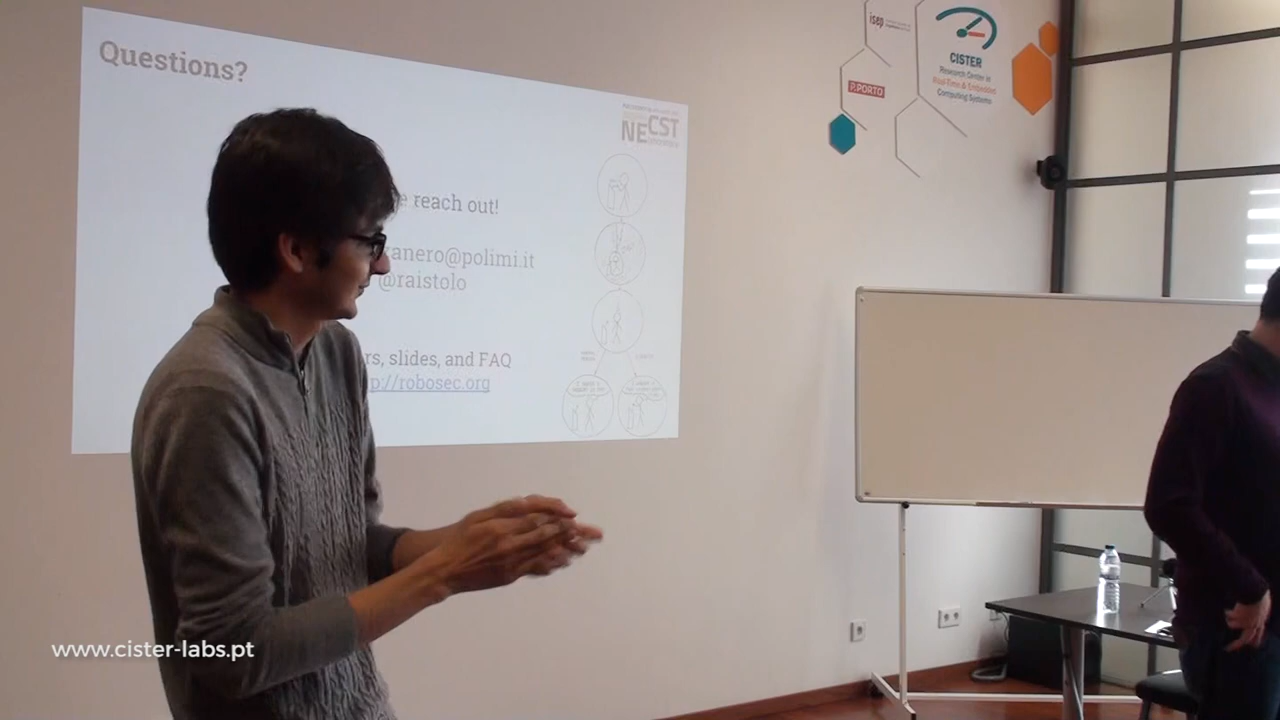 Questions?
NECST
e reach out!
zanero@polimi.it
@raistolo
rs, slides, and FAQ
p://robosec.org
isep
P.PORTO
CISTER
Research Center in
Real-Time & Embedded
Computing Systems
www.cister-labs.pt